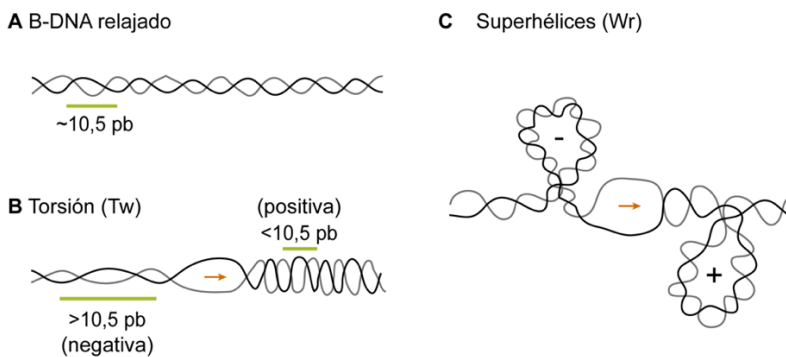 A B-DNA relajado
~10,5 pb
B Torsión (Tw)
(positiva)
<10,5 pb
>10,5 pb
(negativa)
C Superhélices (Wr)
-
+